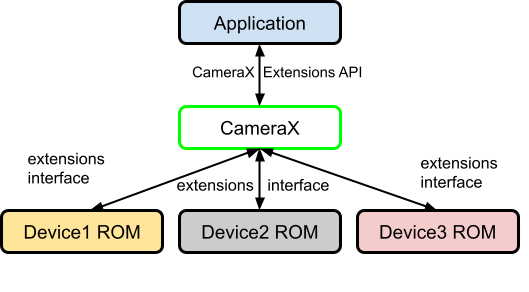 Application
CameraX Extensions API
CameraX
extensions
interface
extensions interface
extensions
interface
Device1 ROM
Device2 ROM
Device3 ROM